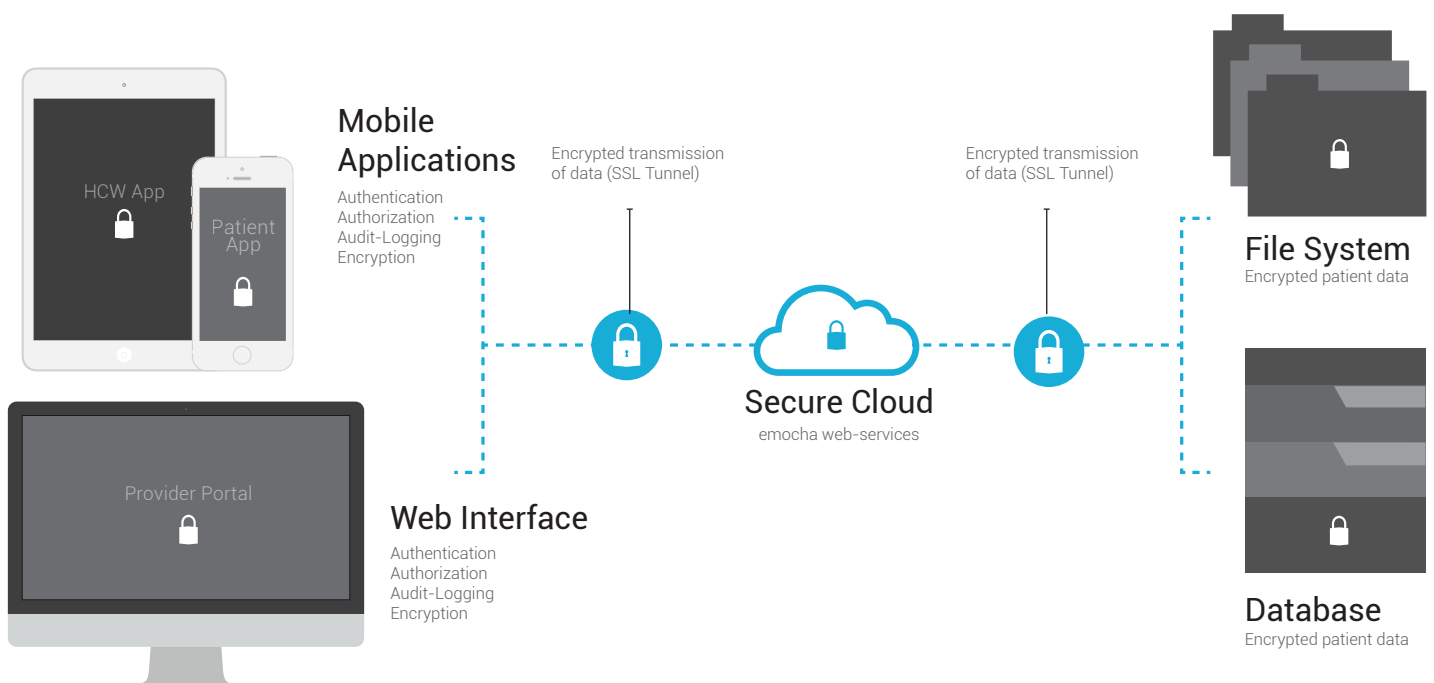 HCW App
Patient
App
Mobile
Applications
Authentication
Authorization
Audit-Logging
Encryption
Encrypted transmission
of data (SSL Tunnel)
Encrypted transmission
of data (SSL Tunnel)
File System
Encrypted patient data
Secure Cloud
emocha web-services
Provider Portal
Web Interface
Authentication
Authorization
Audit-Logging
Encryption
Database
Encrypted patient data